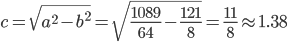 c = √(a² − b²) = √(1089/64 − 121/8) = 11/8 ≈ 1.38